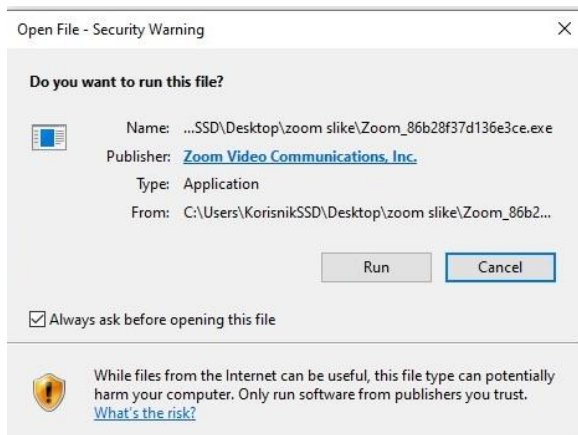 Open File - Security Warning
Do you want to run this file?
Name: ...SSD\Desktop\zoom slike\Zoom_86b28f37d136e3ce.exe
Publisher: Zoom Video Communications, Inc.
Type: Application
From: C:\Users\KorisnikSSD\Desktop\zoom slike\Zoom_86b2...
Run Cancel
Always ask before opening this file
While files from the Internet can be useful, this file type can potentially
harm your computer. Only run software from publishers you trust.
What's the risk?